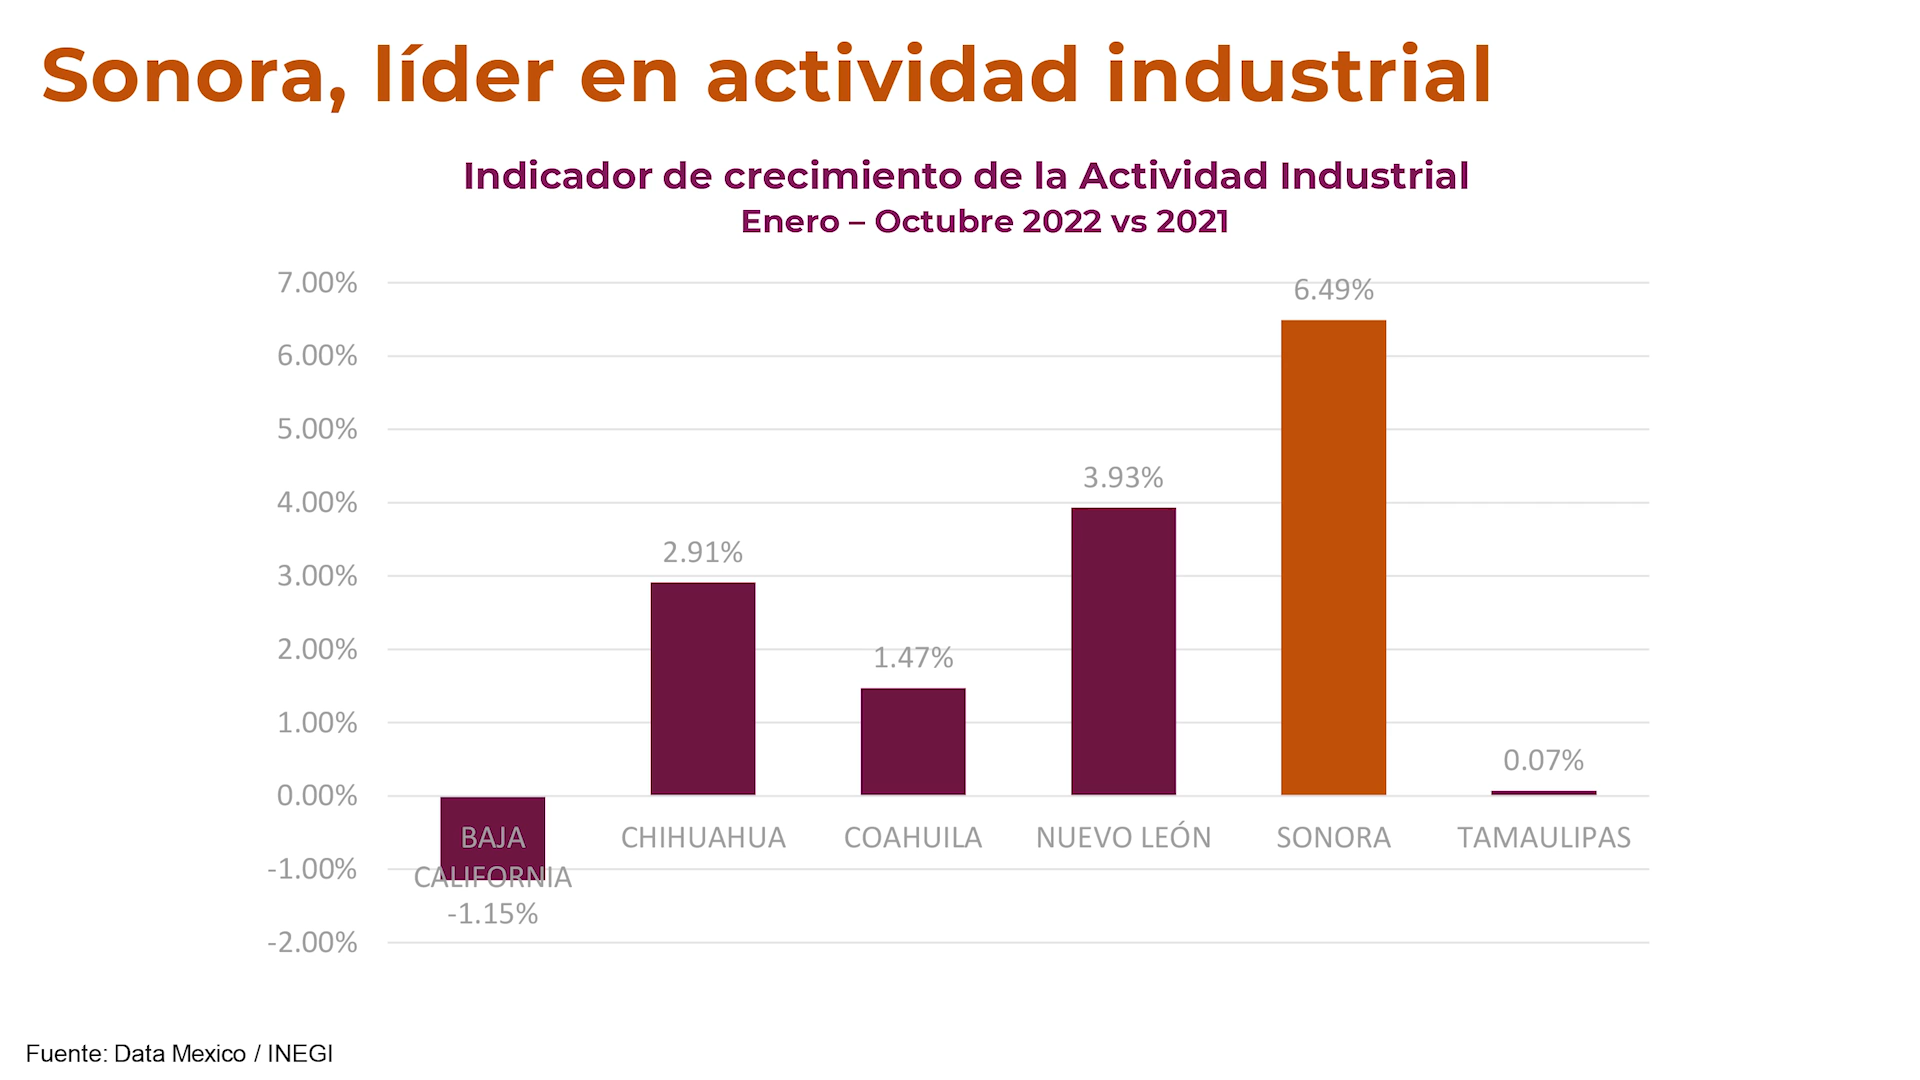 Sonora, líder en actividad industrial
Indicador de crecimiento de la Actividad Industrial
Enero – Octubre 2022 vs 2021
7.00%
6.00%
5.00%
4.00%
3.00%
2.00%
1.00%
0.00%
-1.00%
-2.00%
-1.15%
2.91%
1.47%
3.93%
6.49%
0.07%
BAJA
CALIFORNIA
CHIHUAHUA
COAHUILA
NUEVO LEÓN
SONORA
TAMAULIPAS
Fuente: Data Mexico / INEGI